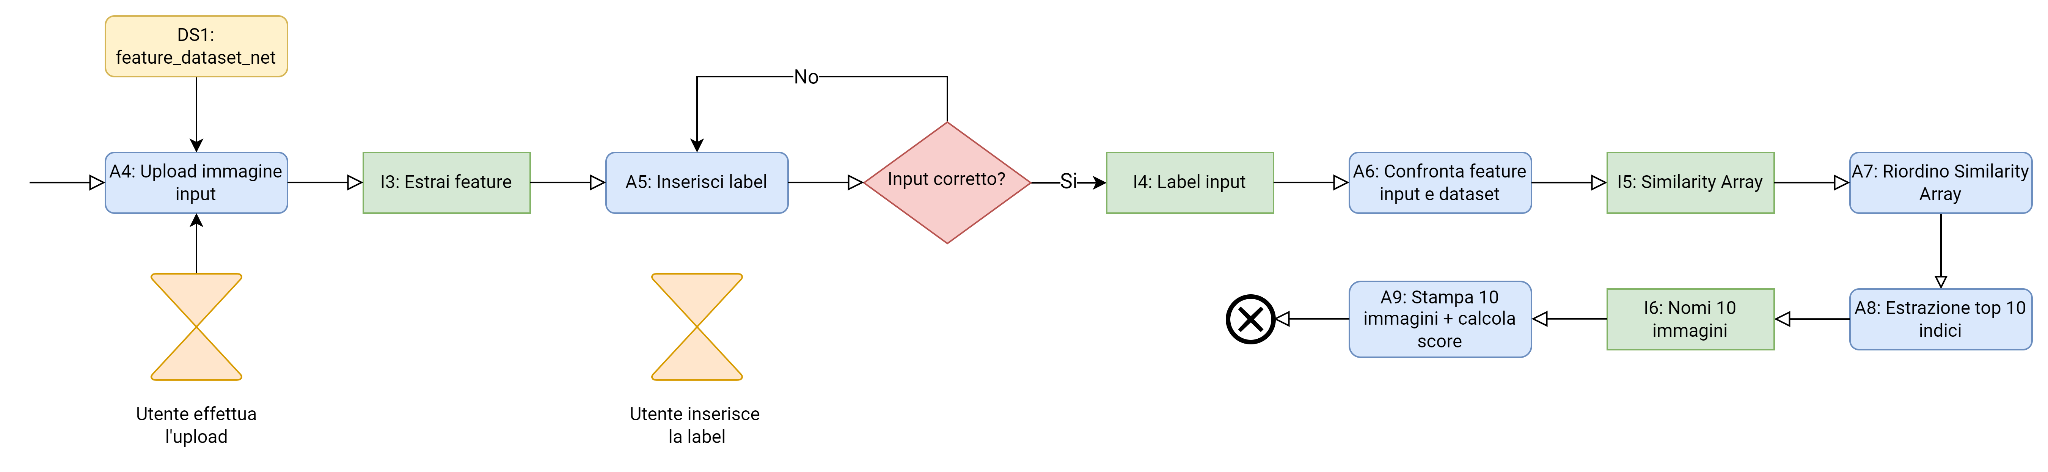 DS1:
feature_dataset_net
No
A4: Upload immagine
input
I3: Estrai feature
A5: Inserisci label
Input corretto?
Si
I4: Label input
A6: Confronta feature
input e dataset
I5: Similarity Array
A7: Riordino Similarity
Array
A9: Stampa 10
immagini + calcola
score
I6: Nomi 10
immagini
A8: Estrazione top 10
indici
Utente effettua
l'upload
Utente inserisce
la label